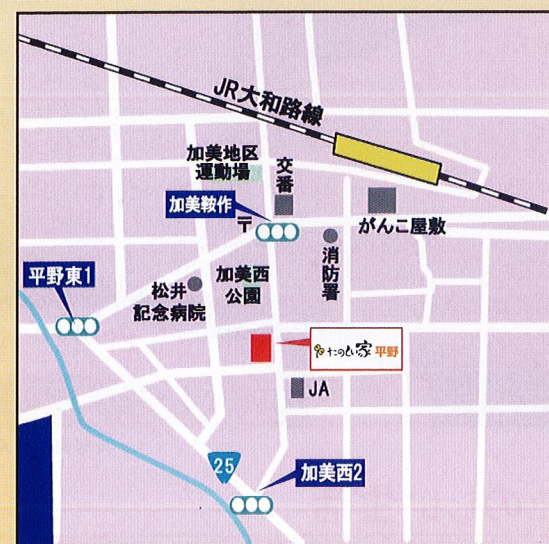 JR大和路線
加美地区
運動場
交番
加美鞍作
〒
がんこ屋敷
消防署
平野東1
加美西
公園
松井
記念病院
たのしい家 平野
JA
25
加美西2